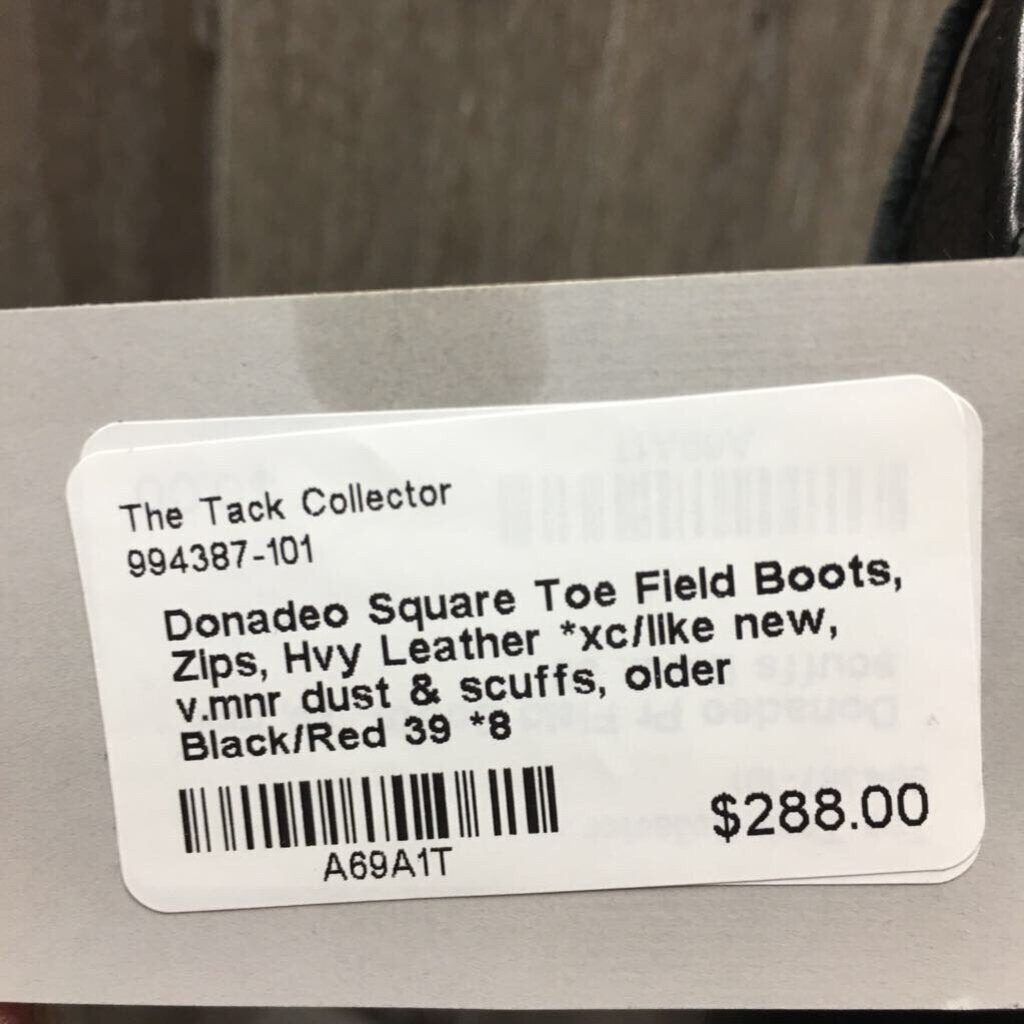 The Tack Collector
994387-101
Donadeo Square Toe Field Boots,
Zips, Hvy Leather *xc/like new,
v.mnr dust & scuffs, older
Black/Red 39 *8
A69A1T
$288.00